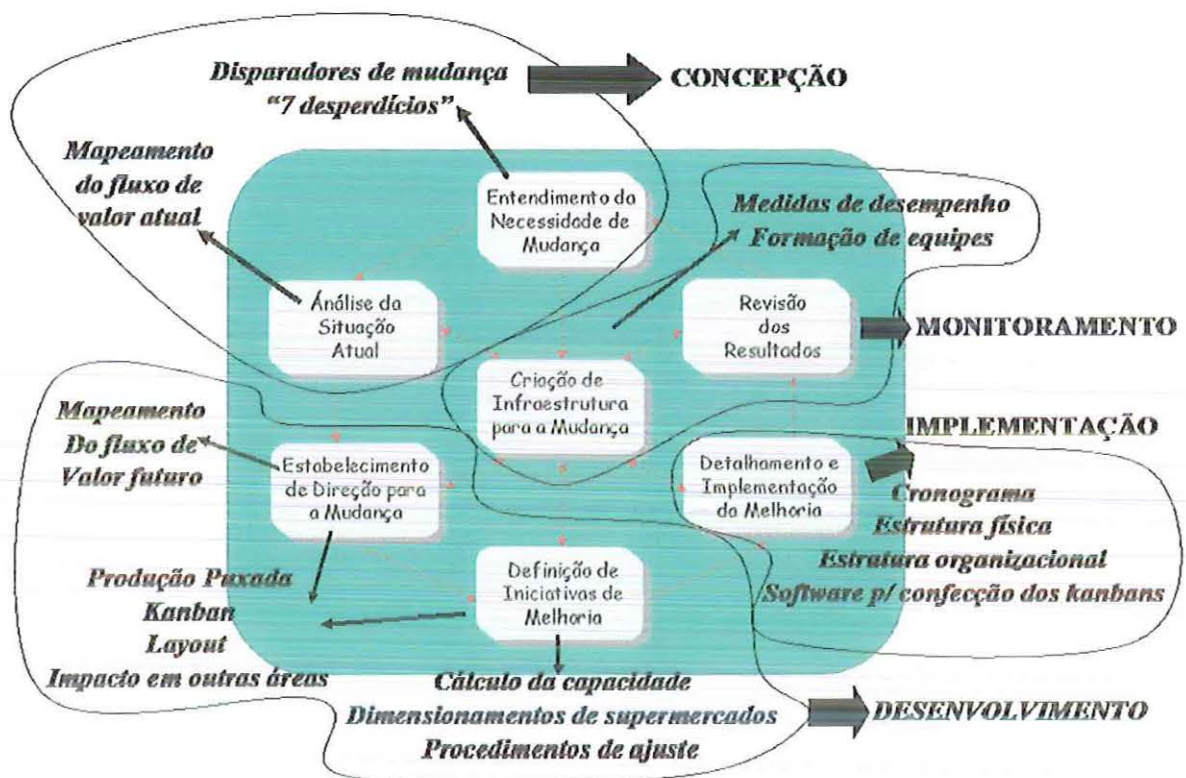 Disparadores de mudança
“7 desperdícios”
CONCEPÇÃO
Mapeamento
do fluxo de
valor atual
Entendimento da
Necessidade de
Mudança
Medidas de desempenho
Formação de equipes
Ánálise da
Situação
Atual
Revisão
dos
Resultados
MONITORAMENTO
Criação de
Infraestrutura
para a Mudança
Mapeamento
Do fluxo de
Valor futuro
IMPLEMENTAÇÃO
Estabelecimento
de Direção para
a Mudança
Detalhamento e
Implementação
da Melhoria
Cronograma
Estrutura física
Estrutura organizacional
Software p/ confecção dos kanbans
Definição de
Iniciativas de
Melhoria
Produção Puxada
Kanban
Layout
Impacto em outras áreas
Cálculo da capacidade
Dimensionamentos de supermercados
Procedimentos de ajuste
DESENVOLVIMENTO